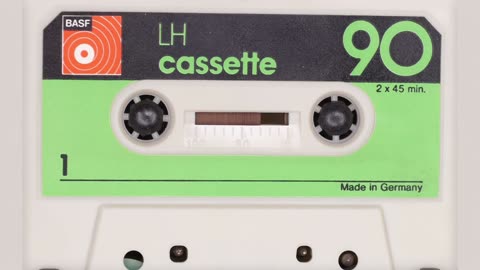 BASF
LH
cassette
90
2 x 45 min.
1
Made in Germany